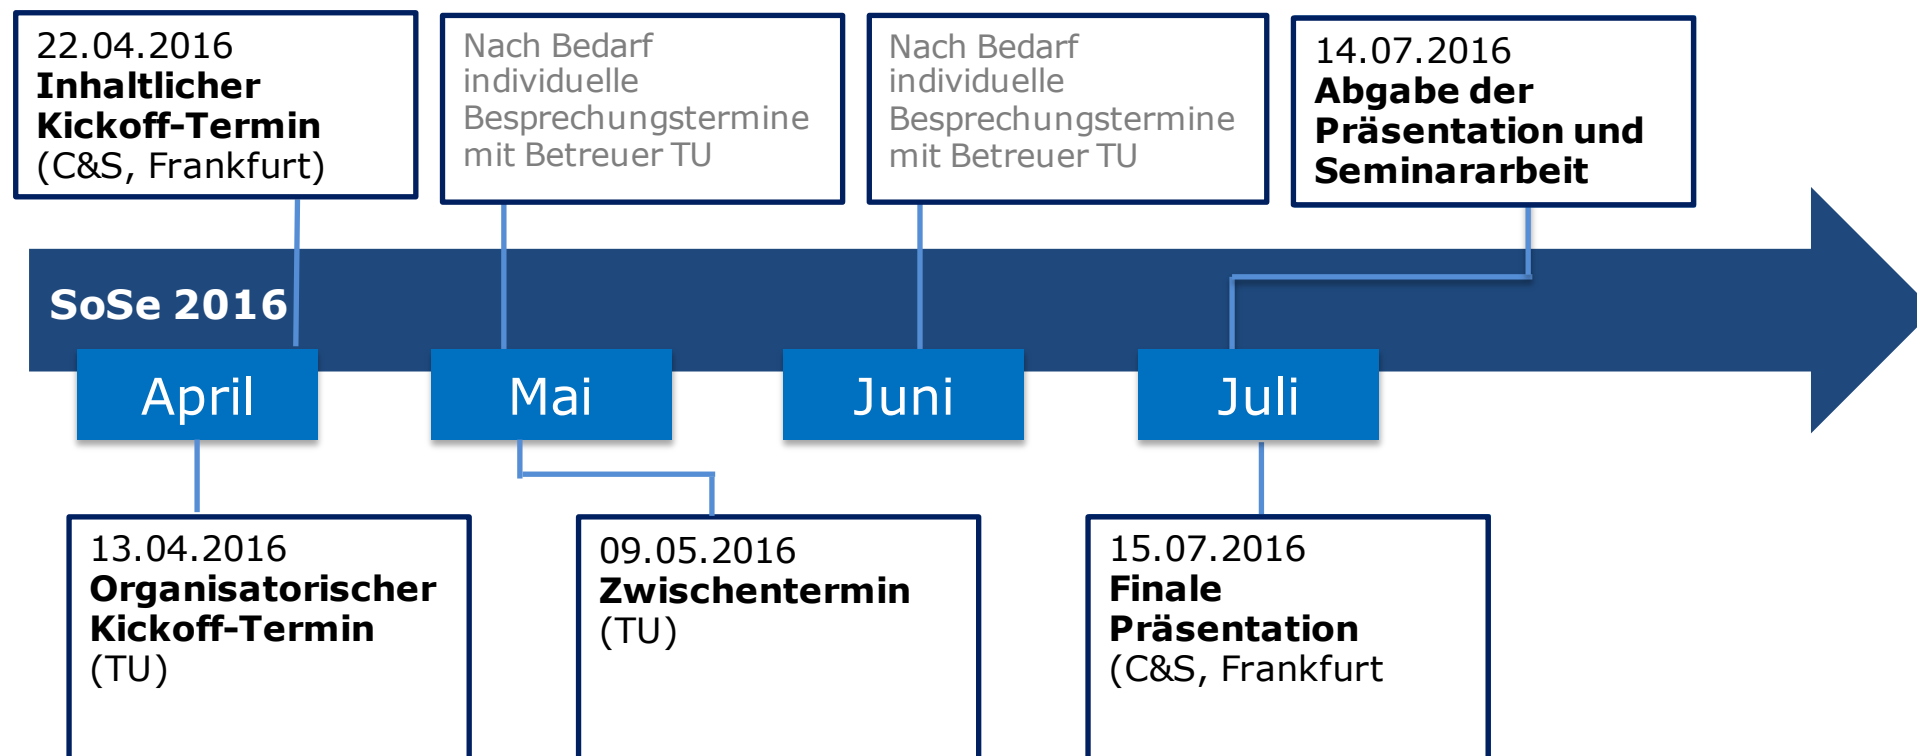 22.04.2016
Inhaltlicher
Kickoff-Termin
(C&S, Frankfurt)
Nach Bedarf
individuelle
Besprechungstermine
mit Betreuer TU
Nach Bedarf
individuelle
Besprechungstermine
mit Betreuer TU
14.07.2016
Abgabe der
Präsentation und
Seminararbeit
SoSe 2016
April
Mai
Juni
Juli
13.04.2016
Organisatorischer
Kickoff-Termin
(TU)
09.05.2016
Zwischentermin
(TU)
15.07.2016
Finale
Präsentation
(C&S, Frankfurt